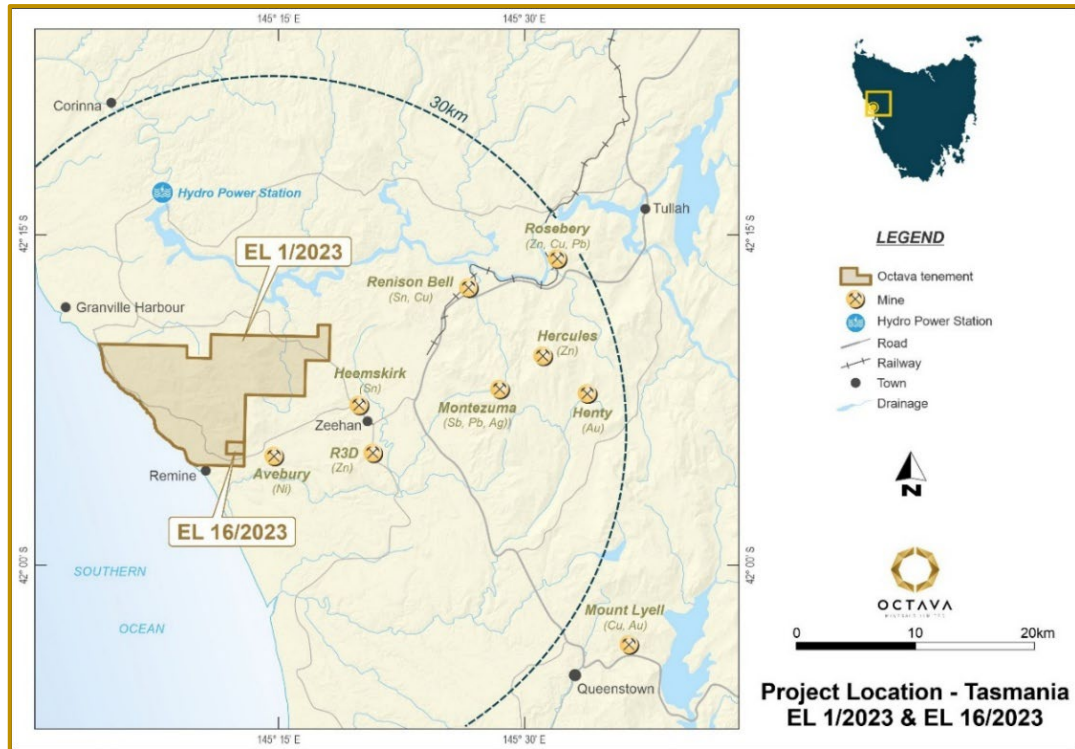 145° 15' E
145° 30' E
Corinna
30km
Hydro Power Station
Tullah
42° 15' S
42° 15' S
EL 1/2023
Rosebery
(Zn, Cu, Pb)
Renison Bell
(Sn, Cu)
Granville Harbour
Hercules
(Zn)
Heemskirk
(Sn)
Montezuma
(Sb, Pb, Ag))
Henty
(Au)
Zeehan
R3D
(Zn)
Remine
Avebury
(Ni)
EL 16/2023
42° 00' S
42° 00' S
SOUTHERN
OCEAN
Mount Lyell
(Cu, Au)
Queenstown
145° 15' E
145° 30' E
LEGEND
Octava tenement
Mine
Hydro Power Station
Road
Railway
Town
Drainage
N
OCTAVA
MINERALS LIMITED
0 10 20km
Project Location - Tasmania
EL 1/2023 & EL 16/2023